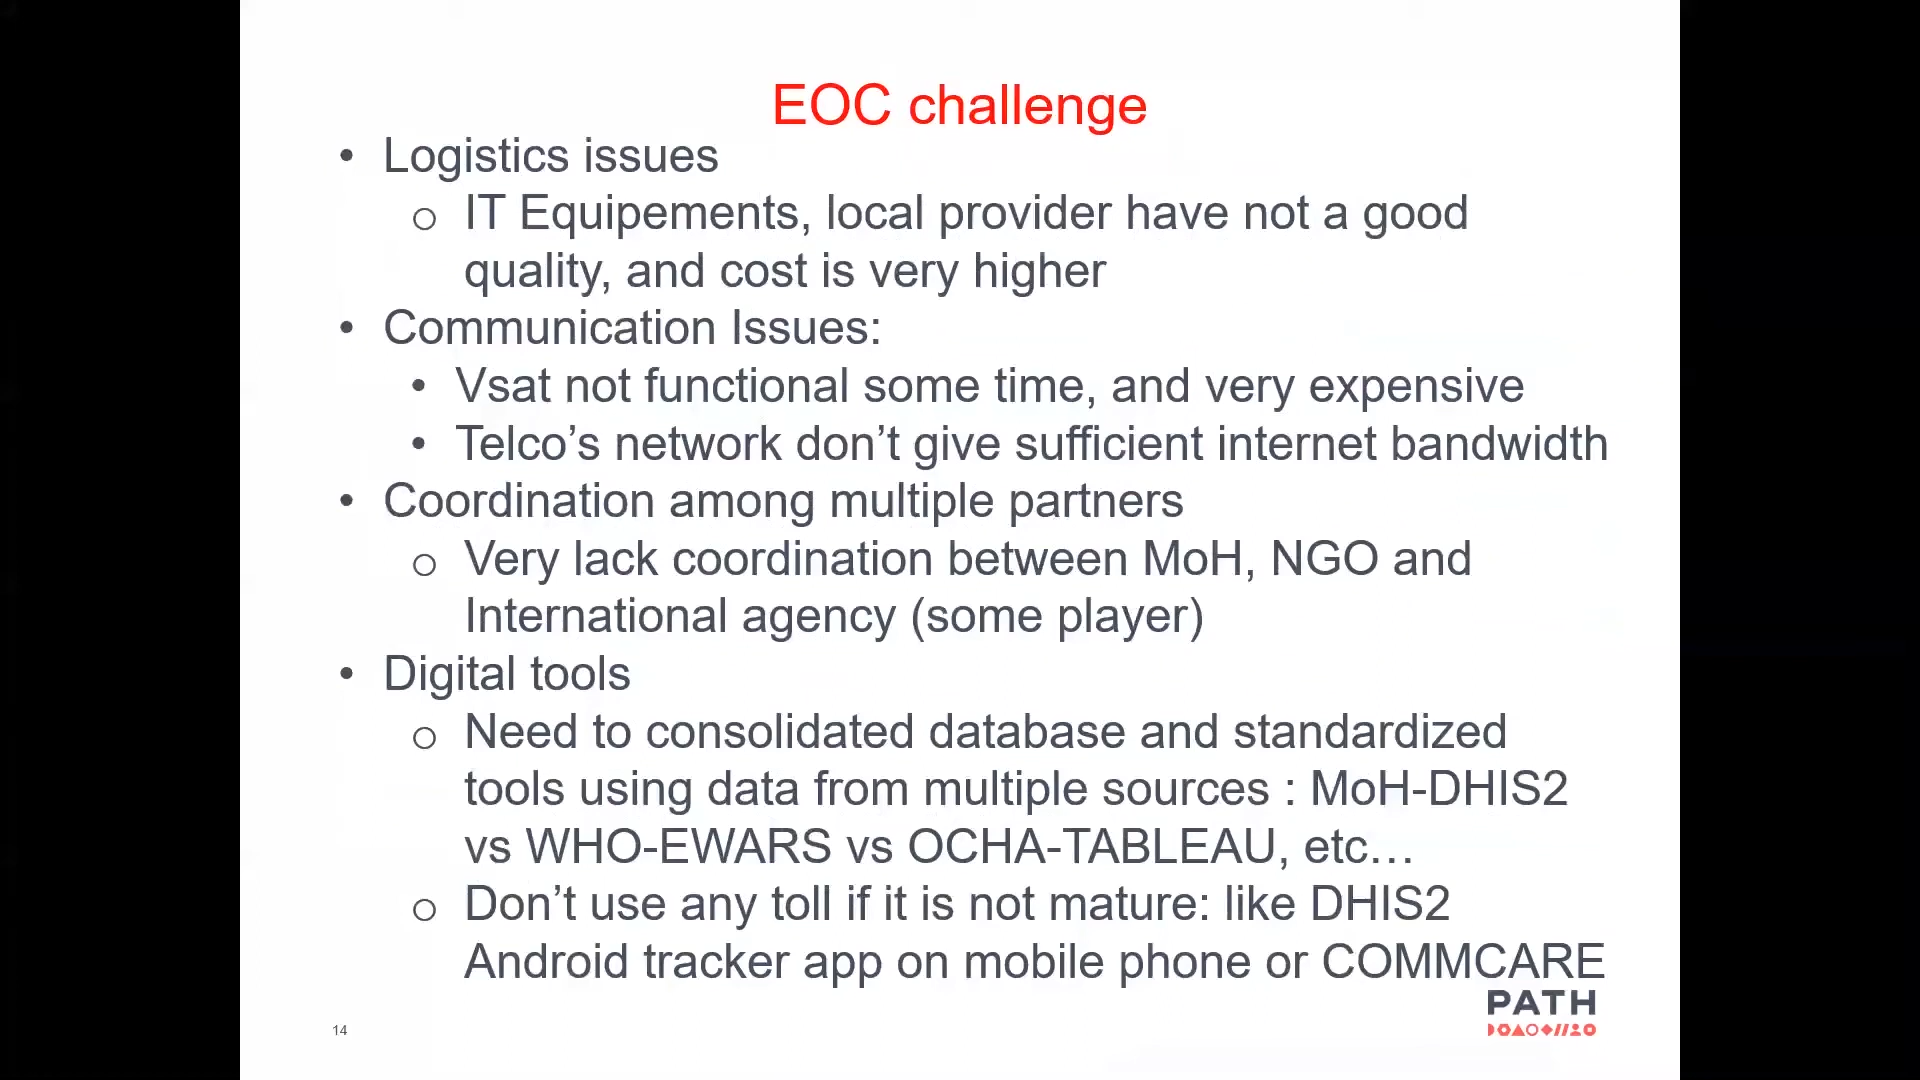 EOC challenge
• Logistics issues
o IT Equipements, local provider have not a good
quality, and cost is very higher
• Communication Issues:
• Vsat not functional some time, and very expensive
• Telco’s network don’t give sufficient internet bandwidth
• Coordination among multiple partners
o Very lack coordination between MoH, NGO and
International agency (some player)
• Digital tools
o Need to consolidated database and standardized
tools using data from multiple sources : MoH-DHIS2
vs WHO-EWARS vs OCHA-TABLEAU, etc…
o Don’t use any toll if it is not mature: like DHIS2
Android tracker app on mobile phone or COMMCARE
PATH
14